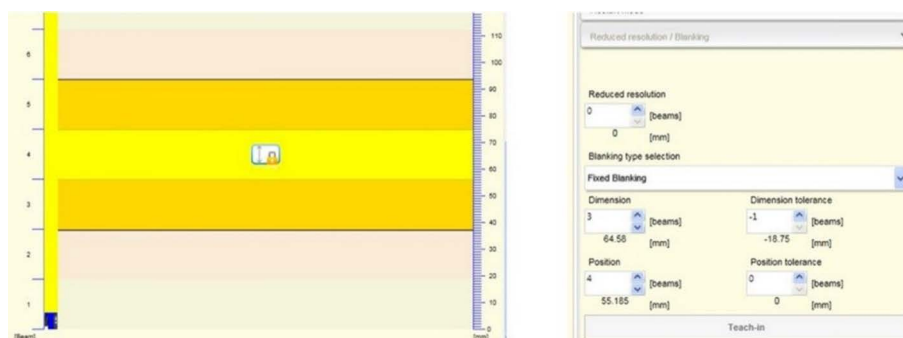 6
5
4
3
2
1
[Beam]
110
100
90
80
70
60
50
40
30
20
10
0
[mm]
Reduced resolution / Blanking
Reduced resolution
0 [beams]
0 [mm]
Blanking type selection
Fixed Blanking
Dimension Dimension tolerance
3 [beams] -1 [beams]
64.58 [mm] -18.75 [mm]
Position Position tolerance
4 [beams] 0 [beams]
55.185 [mm] 0 [mm]
Teach-in